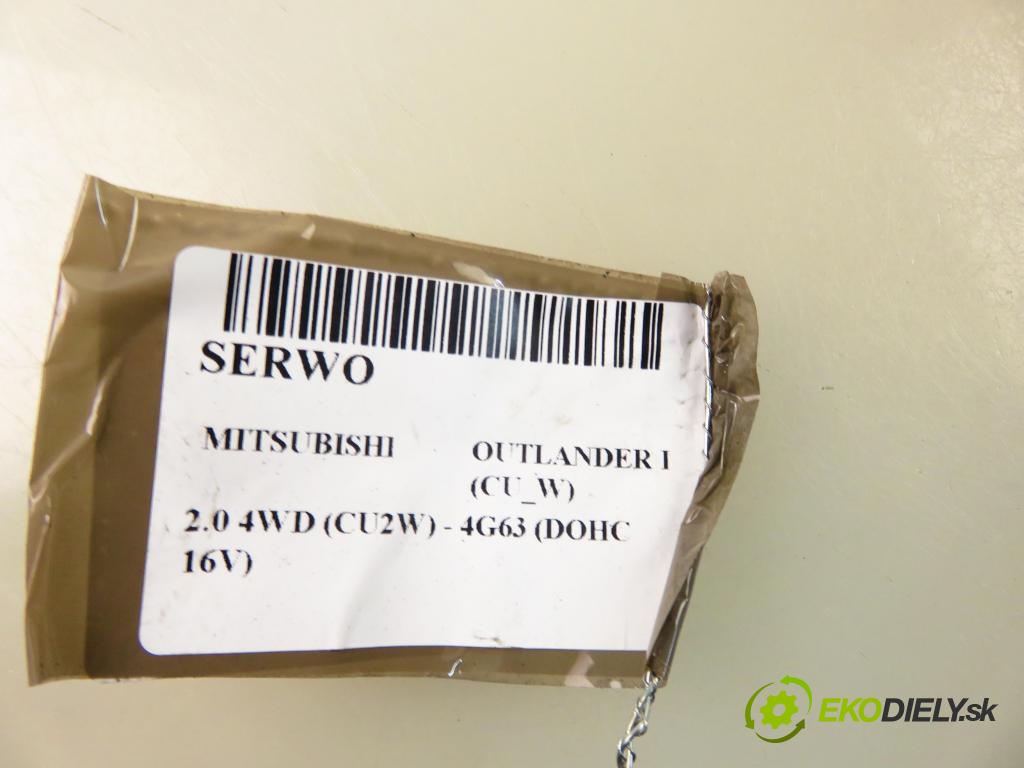 SERWO
MITSUBISHI OUTLANDER I
(CU_W)
2.0 4WD (CU2W) - 4G63 (DOHC
16V)
EKODIELY.sk